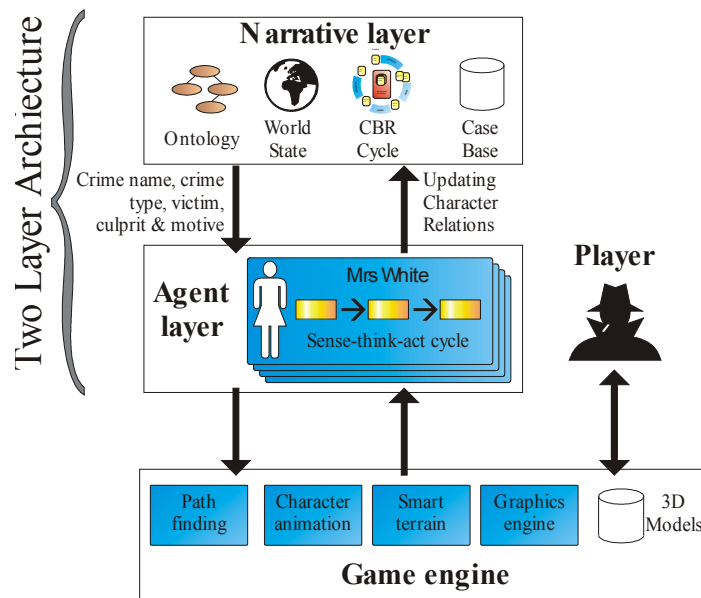 Two Layer Archiecture
Narrative layer
Ontology
World
State
CBR
Cycle
Case
Base
Crime name, crime
type, victim,
culprit & motive
Updating
Character
Relations
Agent
layer
Mrs White
Sense-think-act cycle
Player
Path
finding
Character
animation
Smart
terrain
Graphics
engine
3D
Models
Game engine